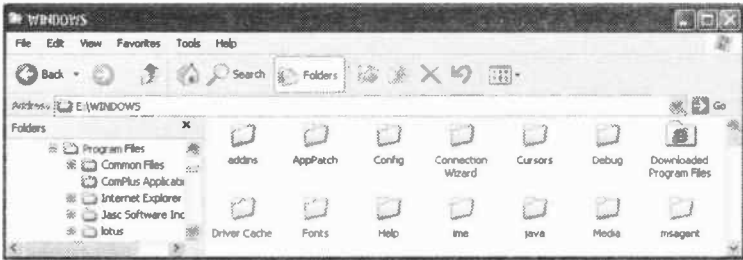 WINDOWS
File Edit View Favorites Tools Help
Back Search Folders
Address E:\WINDOWS Go
Folders x
Program Files
Common Files
ComPlus Applicati
Internet Explorer
Jasc Software Inc
lotus
addins AppPatch Config Connection Wizard Cursors Debug Downloaded Program Files
Driver Cache Fonts Help ime java Media msagent